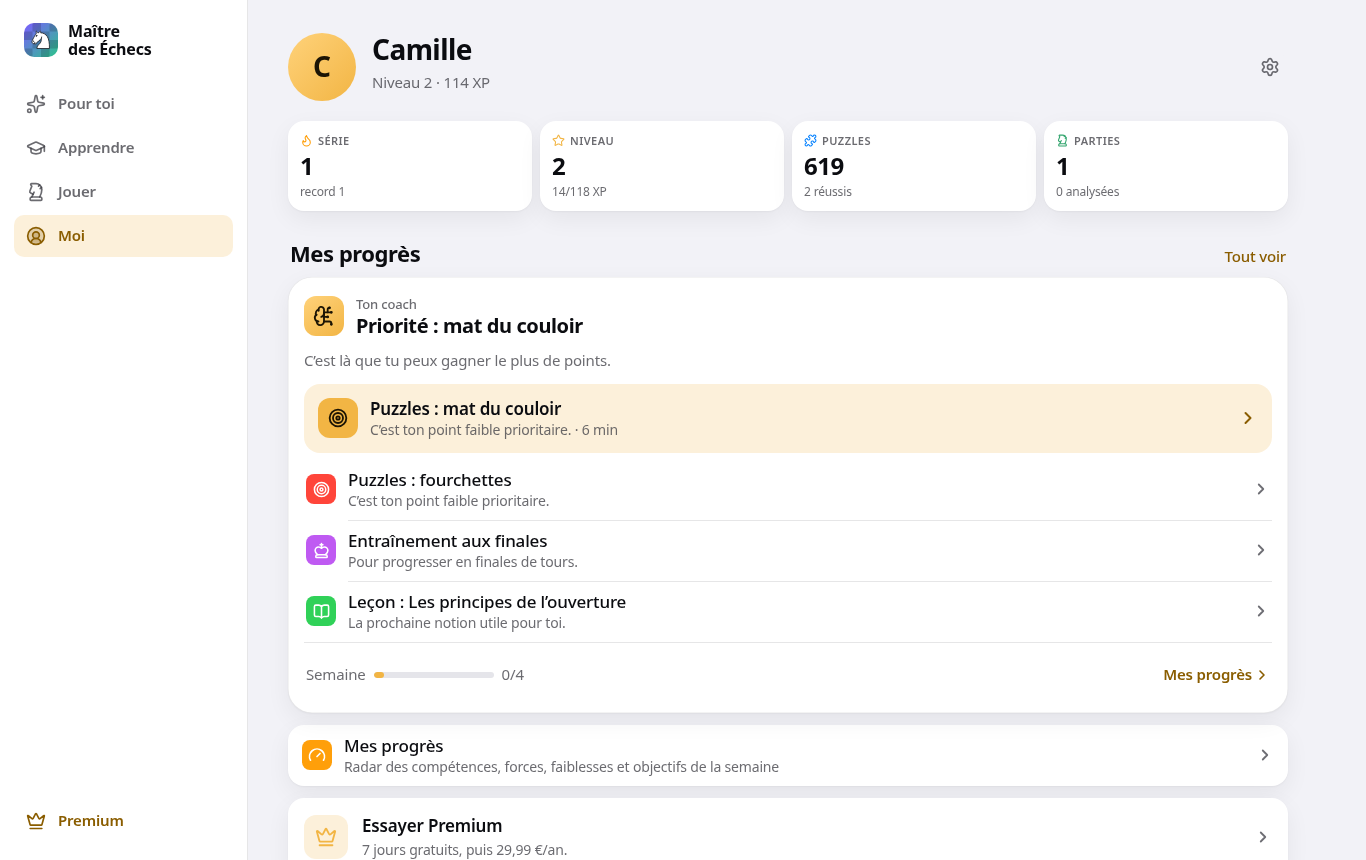 Maître
des Échecs
Pour toi
Apprendre
Jouer
Moi
Premium
C
Camille
Niveau 2 · 114 XP
SÉRIE
1
record 1
NIVEAU
2
14/118 XP
PUZZLES
619
2 réussis
PARTIES
1
0 analysées
Mes progrès
Tout voir
Ton coach
Priorité : mat du couloir
C’est là que tu peux gagner le plus de points.
Puzzles : mat du couloir
C’est ton point faible prioritaire. · 6 min
Puzzles : fourchettes
C’est ton point faible prioritaire.
Entraînement aux finales
Pour progresser en finales de tours.
Leçon : Les principes de l’ouverture
La prochaine notion utile pour toi.
Semaine 0/4
Mes progrès
Mes progrès
Radar des compétences, forces, faiblesses et objectifs de la semaine
Essayer Premium
7 jours gratuits, puis 29,99 €/an.